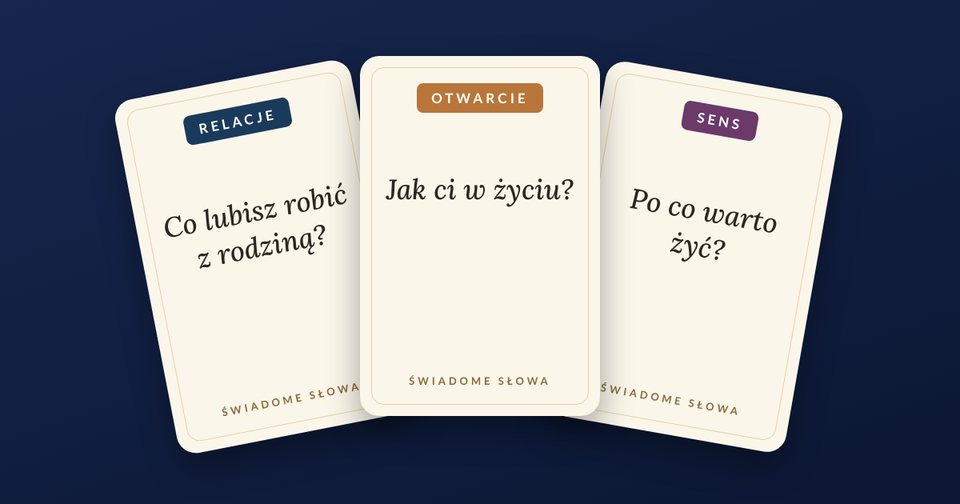 RELACJE
Co lubisz robić
z rodziną?
ŚWIADOME SŁOWA
OTWARCIE
Jak ci w życiu?
ŚWIADOME SŁOWA
SENS
Po co warto
żyć?
ŚWIADOME SŁOWA